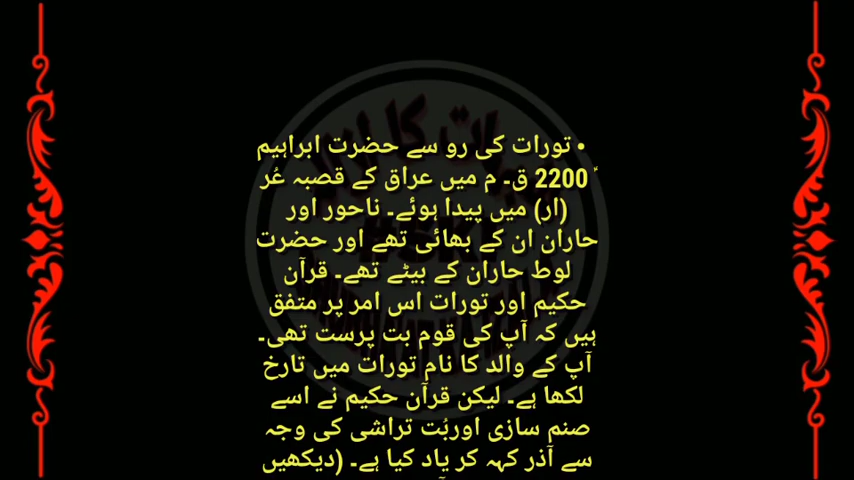 • تورات کی رو سے حضرت ابراہیم
ؑ 2200 ق۔ م میں عراق کے قصبہ عُر
(ار) میں پیدا ہوئے۔ ناحور اور
حاران ان کے بھائی تھے اور حضرت
لوط حاران کے بیٹے تھے۔ قرآن
حکیم اور تورات اس امر پر متفق
ہیں کہ آپ کی قوم بت پرست تھی۔
آپ کے والد کا نام تورات میں تارخ
لکھا ہے۔ لیکن قرآن حکیم نے اسے
صنم سازی اوربُت تراشی کی وجہ
سے آذر کہہ کر یاد کیا ہے۔ (دیکھیں